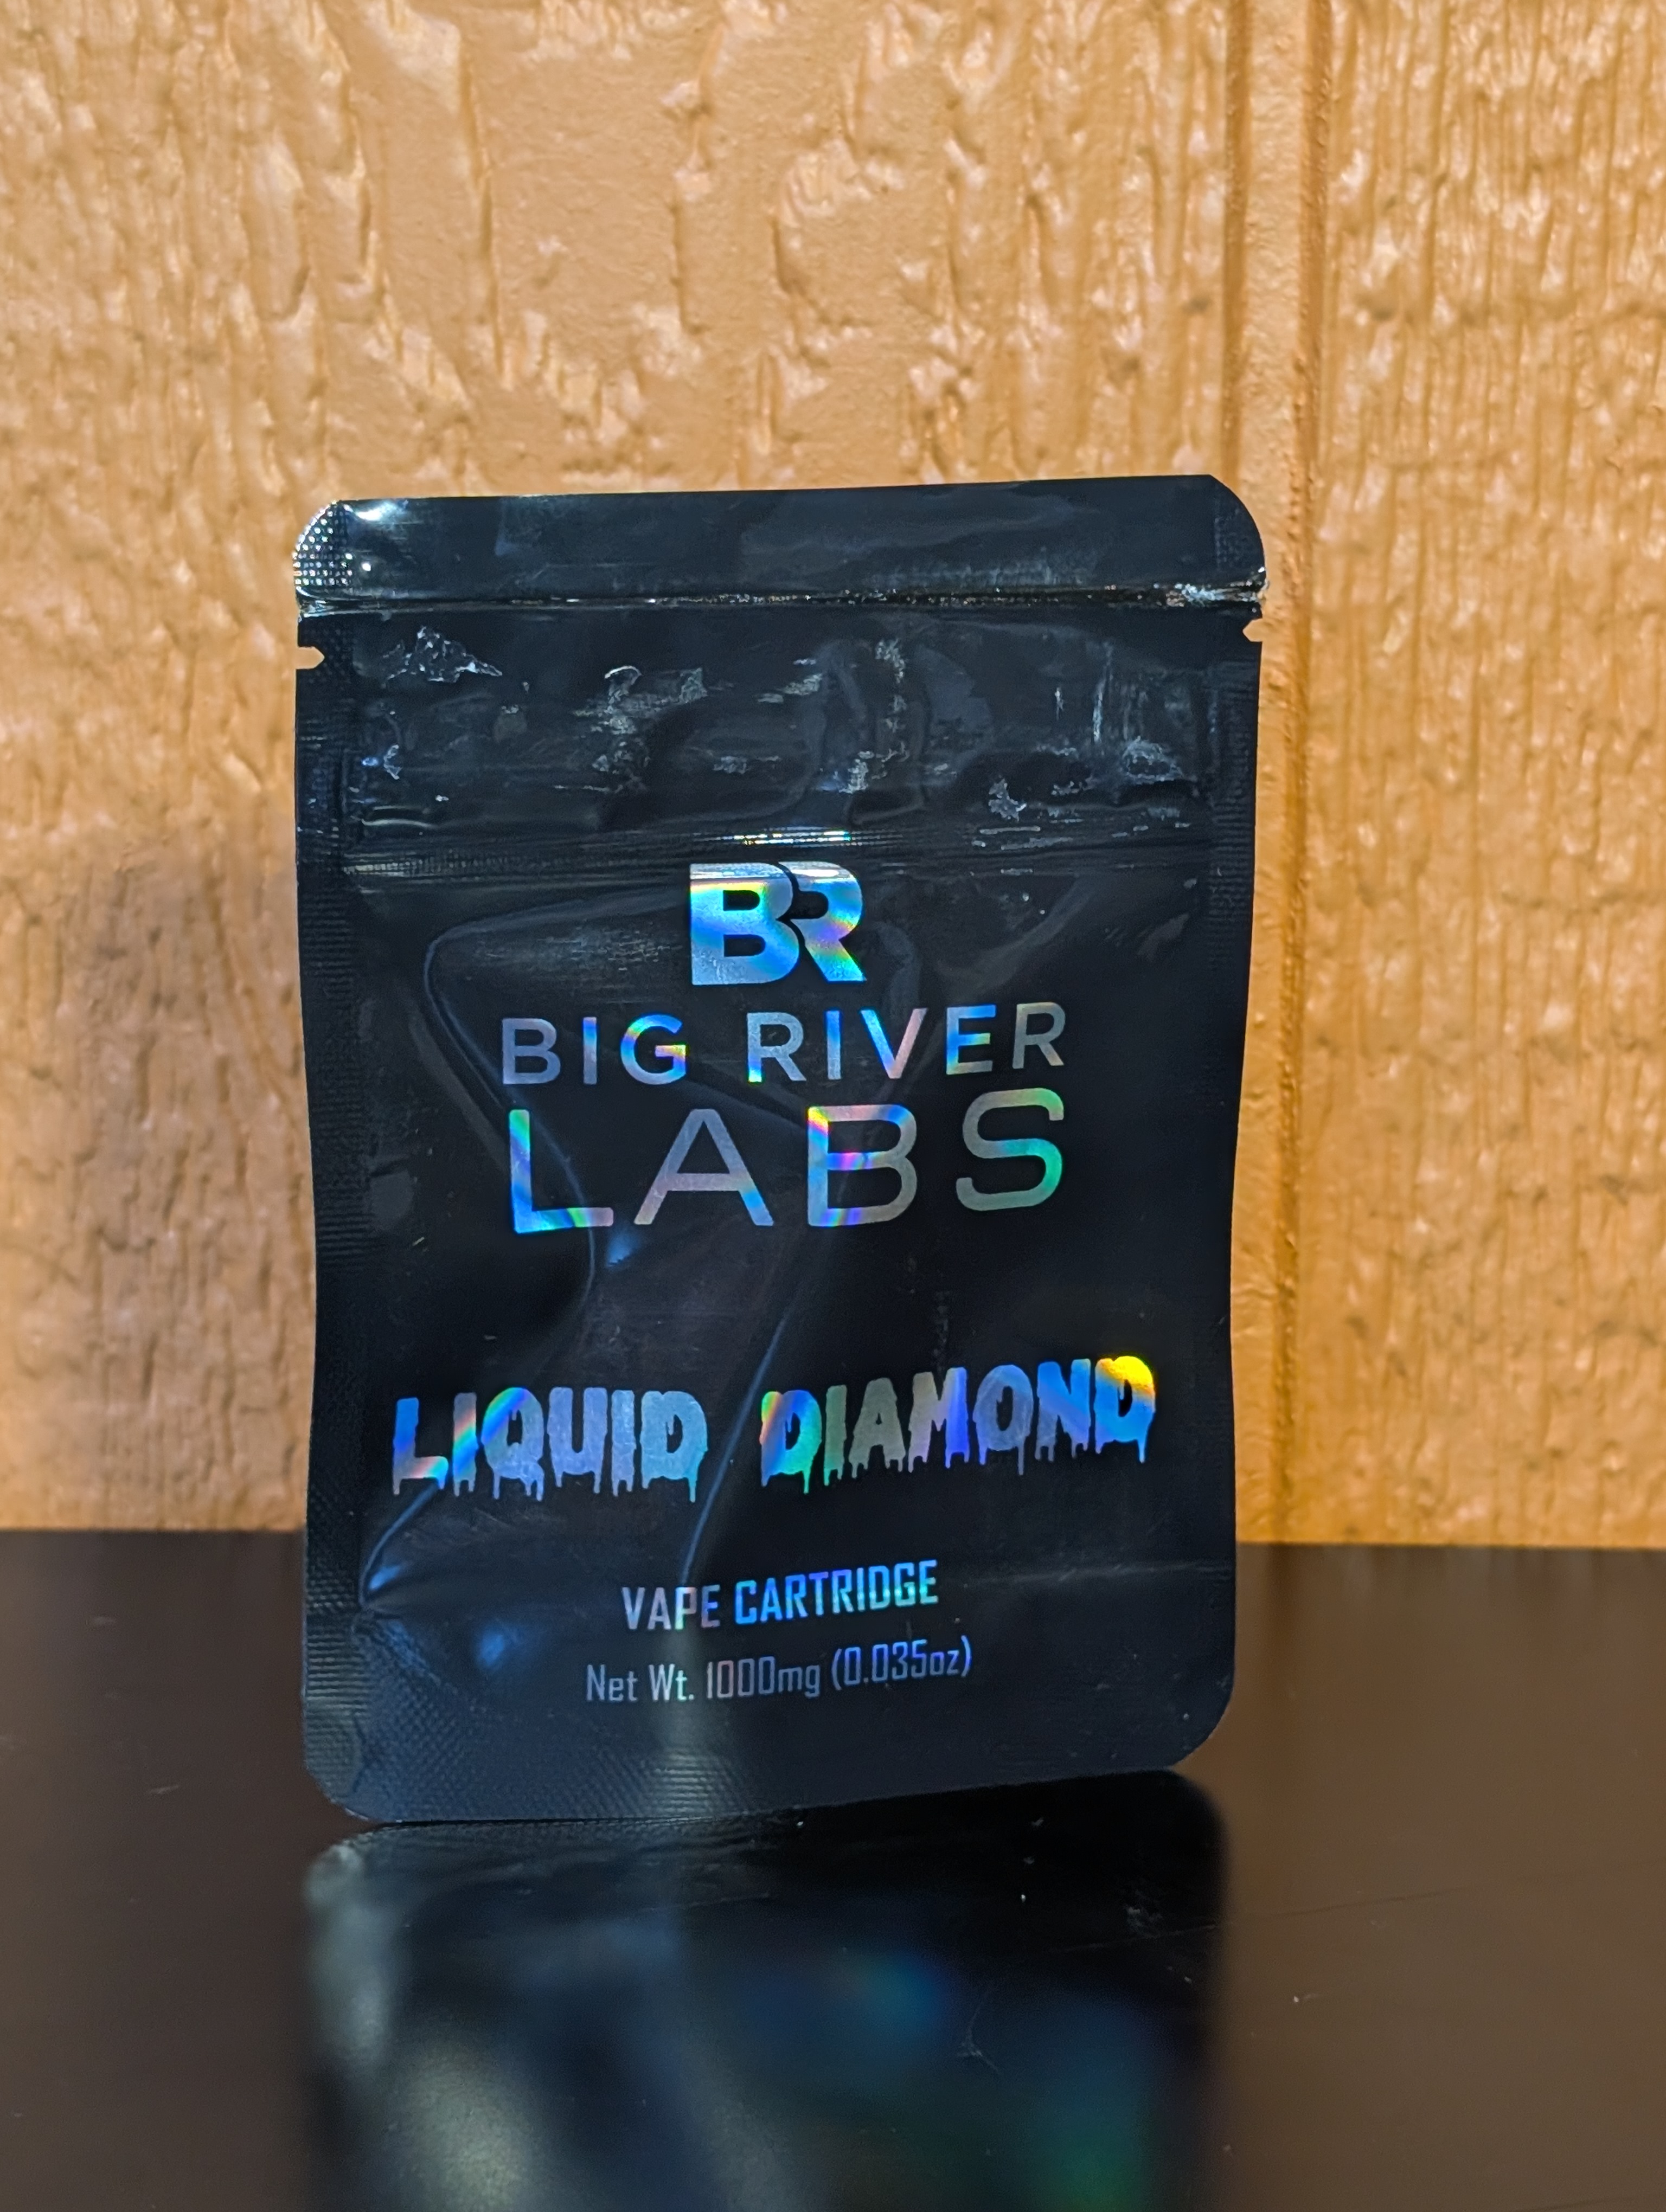 BR
BIG RIVER
LABS
LIQUID DIAMOND
VAPE CARTRIDGE
Net Wt. 1000mg (0.035oz)